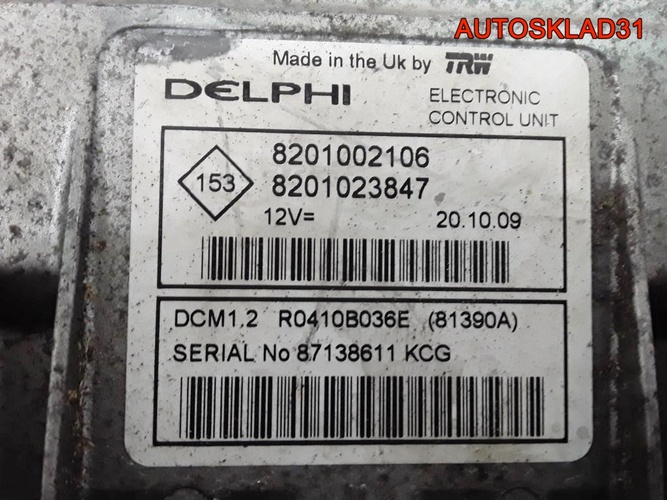 AUTOSKLAD31
Made in the Uk by TRW
DELPHI
ELECTRONIC
CONTROL UNIT
153
8201002106
8201023847
12V= 20.10.09
DCM1.2 R0410B036E (81390A)
SERIAL No 87138611 KCG